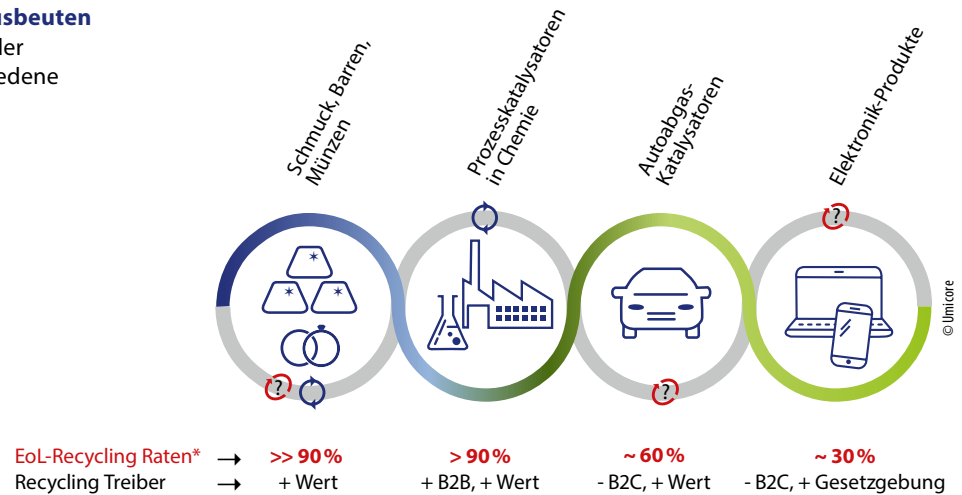 usbeuten
der
edene
Schmuck, Barren,
Münzen
Prozesskatalysatoren
in Chemie
Autoabgas-
Katalysatoren
Elektronik-Produkte
?
?
?
© Umicore
EoL-Recycling Raten* → >> 90 % > 90 % ~ 60 % ~ 30 %
Recycling Treiber → + Wert + B2B, + Wert - B2C, + Wert - B2C, + Gesetzgebung